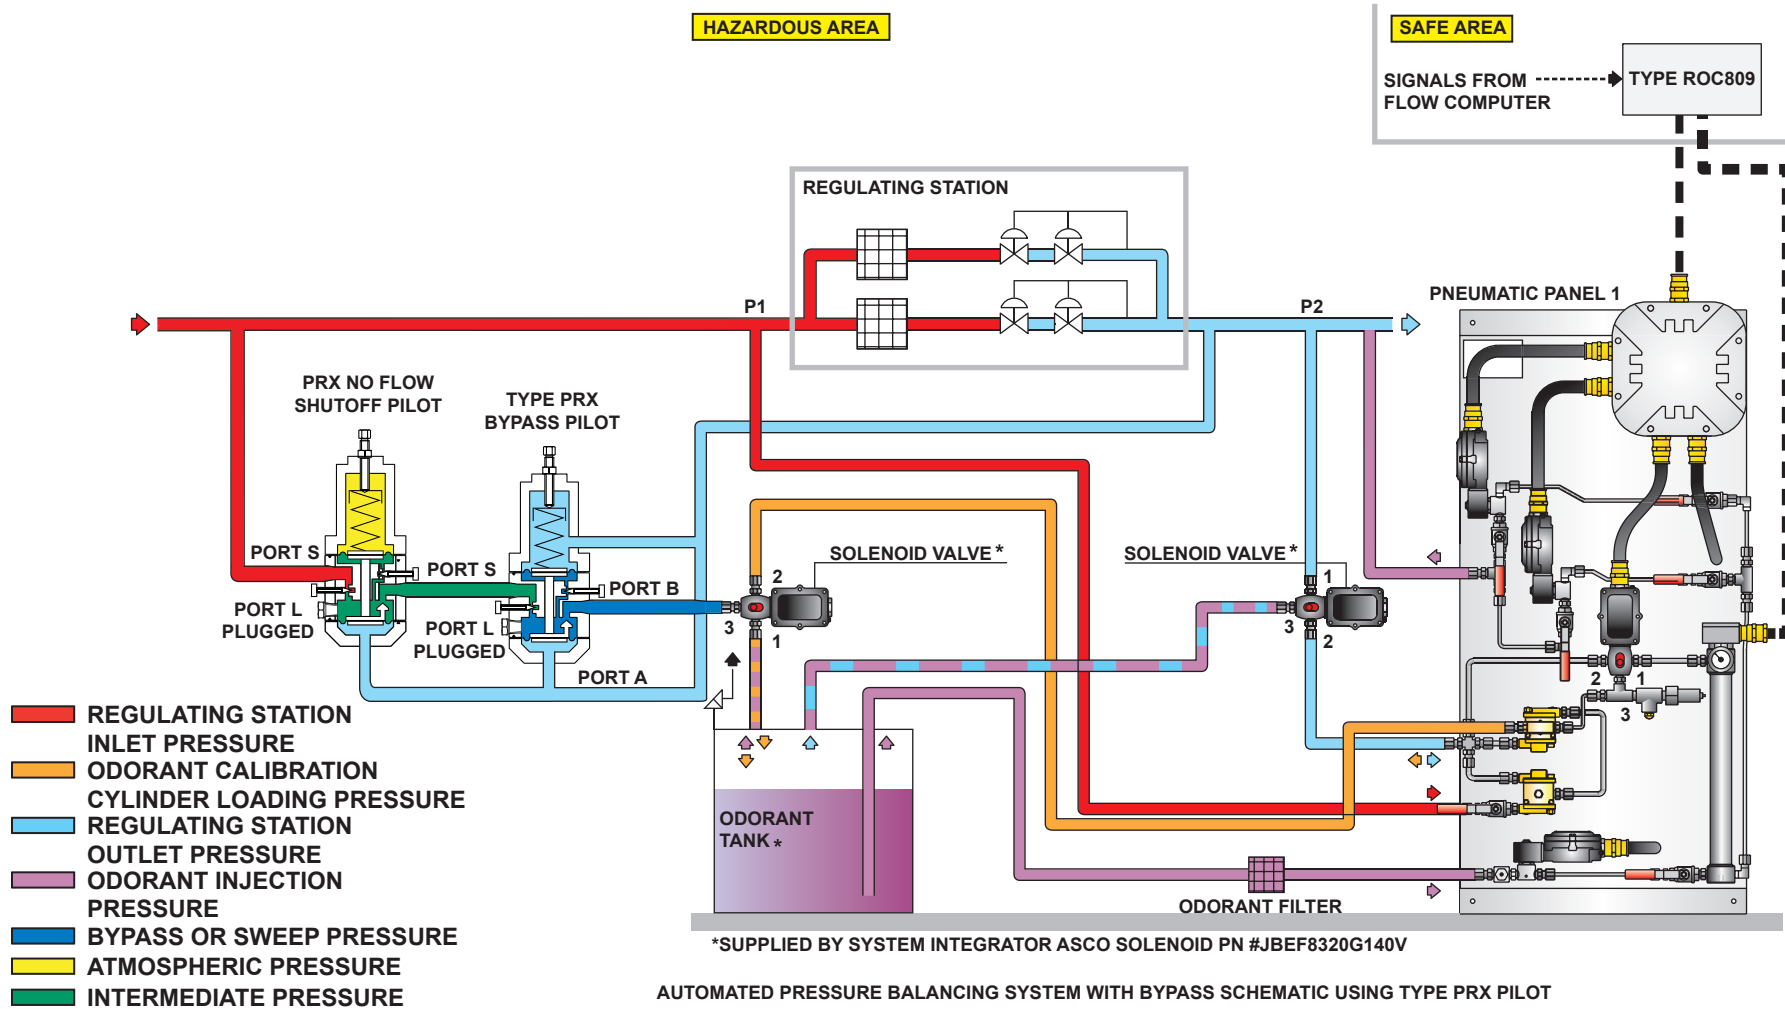 HAZARDOUS AREA
SAFE AREA
SIGNALS FROM
FLOW COMPUTER
TYPE ROC809
REGULATING STATION
P1
P2
PNEUMATIC PANEL 1
PRX NO FLOW
SHUTOFF PILOT
TYPE PRX
BYPASS PILOT
PORT S
PORT S
PORT B
PORT L
PLUGGED
PORT L
PLUGGED
PORT A
SOLENOID VALVE*
2
3
1
SOLENOID VALVE*
1
3
2
2
1
3
ODORANT
TANK*
ODORANT FILTER
REGULATING STATION
INLET PRESSURE
ODORANT CALIBRATION
CYLINDER LOADING PRESSURE
REGULATING STATION
OUTLET PRESSURE
ODORANT INJECTION
PRESSURE
BYPASS OR SWEEP PRESSURE
ATMOSPHERIC PRESSURE
INTERMEDIATE PRESSURE
*SUPPLIED BY SYSTEM INTEGRATOR ASCO SOLENOID PN #JBEF8320G140V
AUTOMATED PRESSURE BALANCING SYSTEM WITH BYPASS SCHEMATIC USING TYPE PRX PILOT